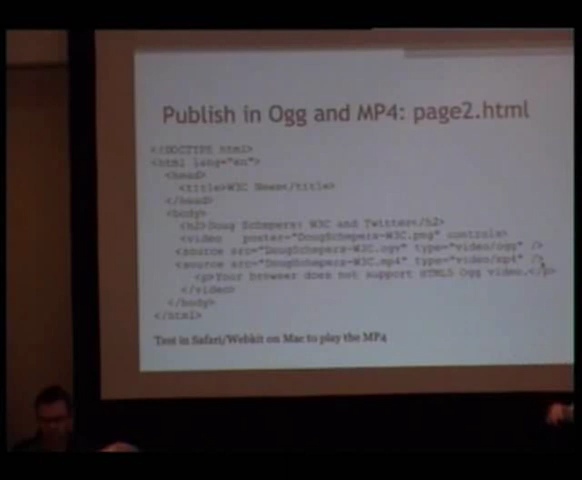 Publish in Ogg and MP4: page2.html
<!DOCTYPE html>
<html lang="en">
<head>
<title>W3C News</title>
</head>
<body>
<h2>Doug Schepers: W3C and Twitter</h2>
<video poster="DougSchepers-W3C.png" controls>
<source src="DougSchepers-W3C.ogv" type="video/ogg" />
<source src="DougSchepers-W3C.mp4" type="video/mp4" />
<p>Your browser does not support HTML5 Ogg video.</p>
</video>
</body>
</html>
Test in Safari/Webkit on Mac to play the MP4